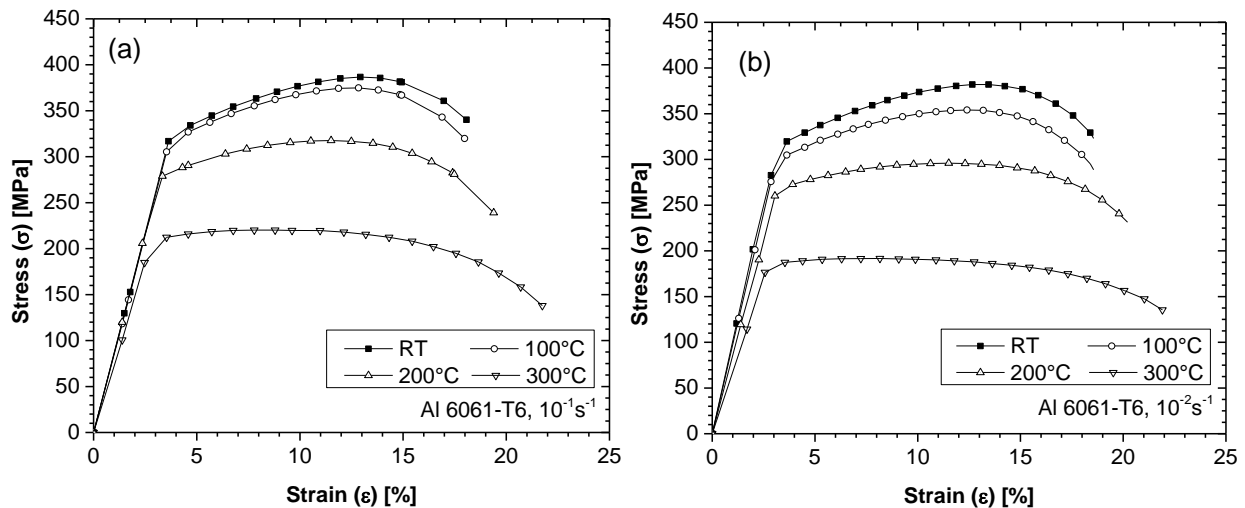 (a)
450
400
350
300
250
200
150
100
50
0
Stress (σ) [MPa]
RT 100°C
200°C 300°C
Al 6061-T6, 10⁻¹s⁻¹
0 5 10 15 20 25
Strain (ε) [%]
(b)
450
400
350
300
250
200
150
100
50
0
Stress (σ) [MPa]
RT 100°C
200°C 300°C
Al 6061-T6, 10⁻²s⁻¹
0 5 10 15 20 25
Strain (ε) [%]